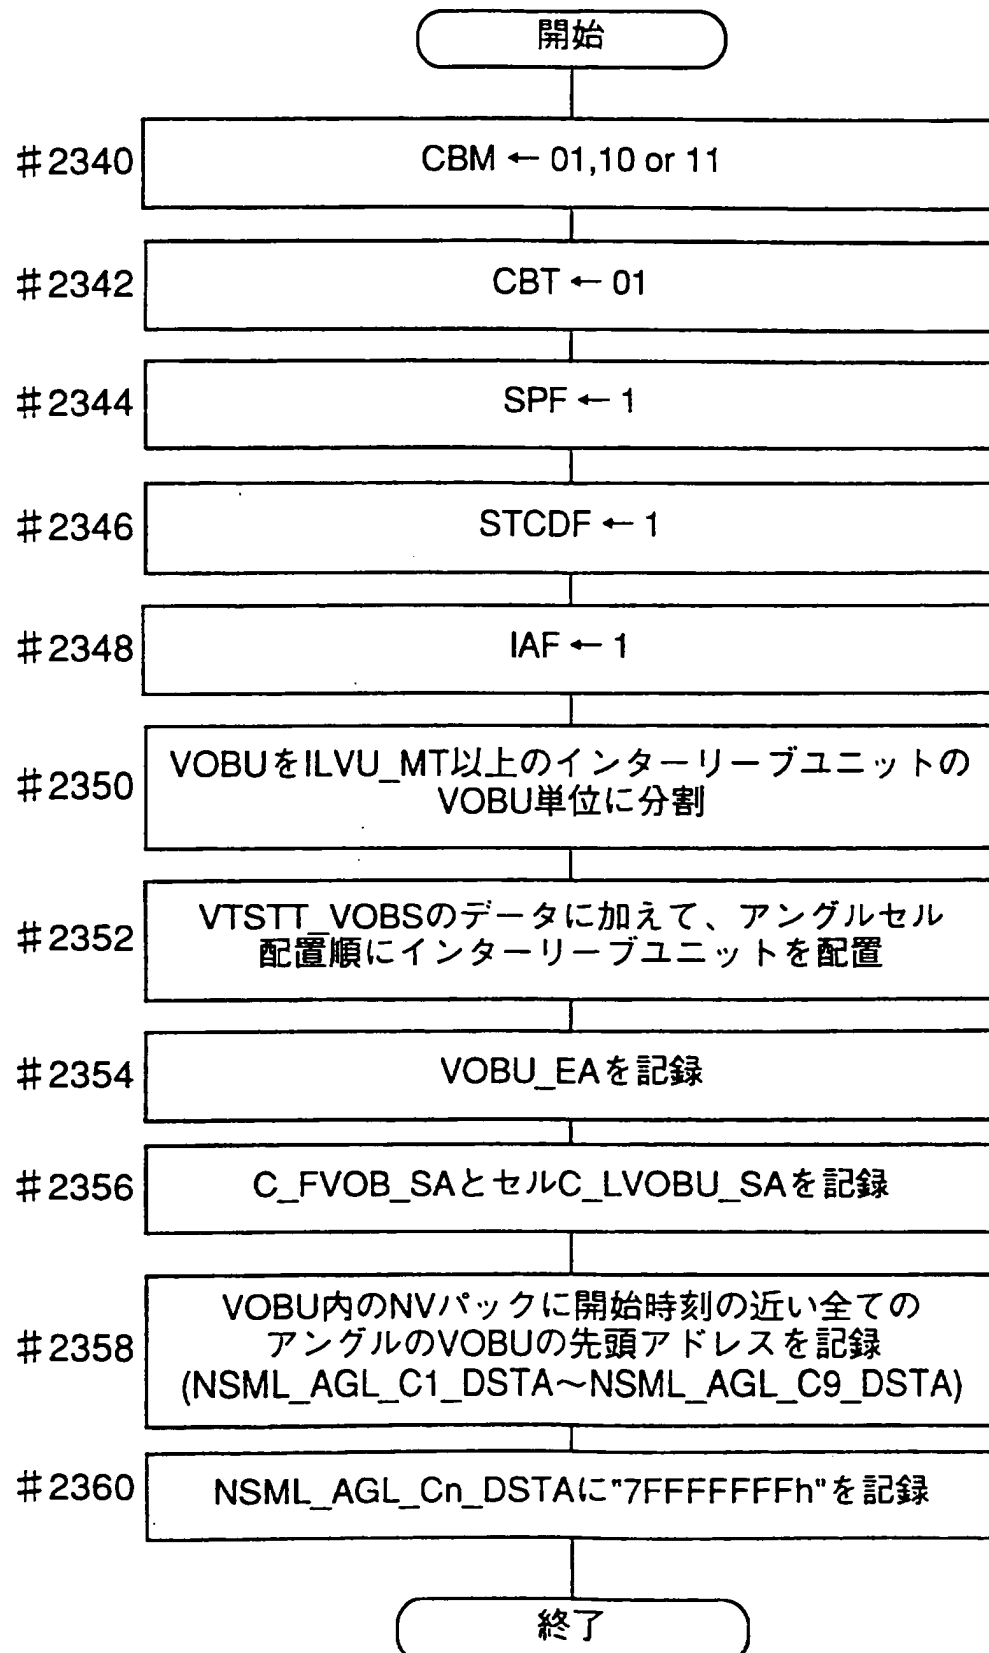 開始
#2340
CBM ← 01,10 or 11
#2342
CBT ← 01
#2344
SPF ← 1
#2346
STCDF ← 1
#2348
IAF ← 1
#2350
VOBUをILVU_MT以上のインターリーブユニットの
VOBU単位に分割
#2352
VTSTT_VOBSのデータに加えて、アングルセル
配置順にインターリーブユニットを配置
#2354
VOBU_EAを記録
#2356
C_FVOB_SAとセルC_LVOBU_SAを記録
#2358
VOBU内のNVパックに開始時刻の近い全ての
アングルのVOBUの先頭アドレスを記録
(NSML_AGL_C1_DSTA～NSML_AGL_C9_DSTA)
#2360
NSML_AGL_Cn_DSTAに"7FFFFFFFh"を記録
終了